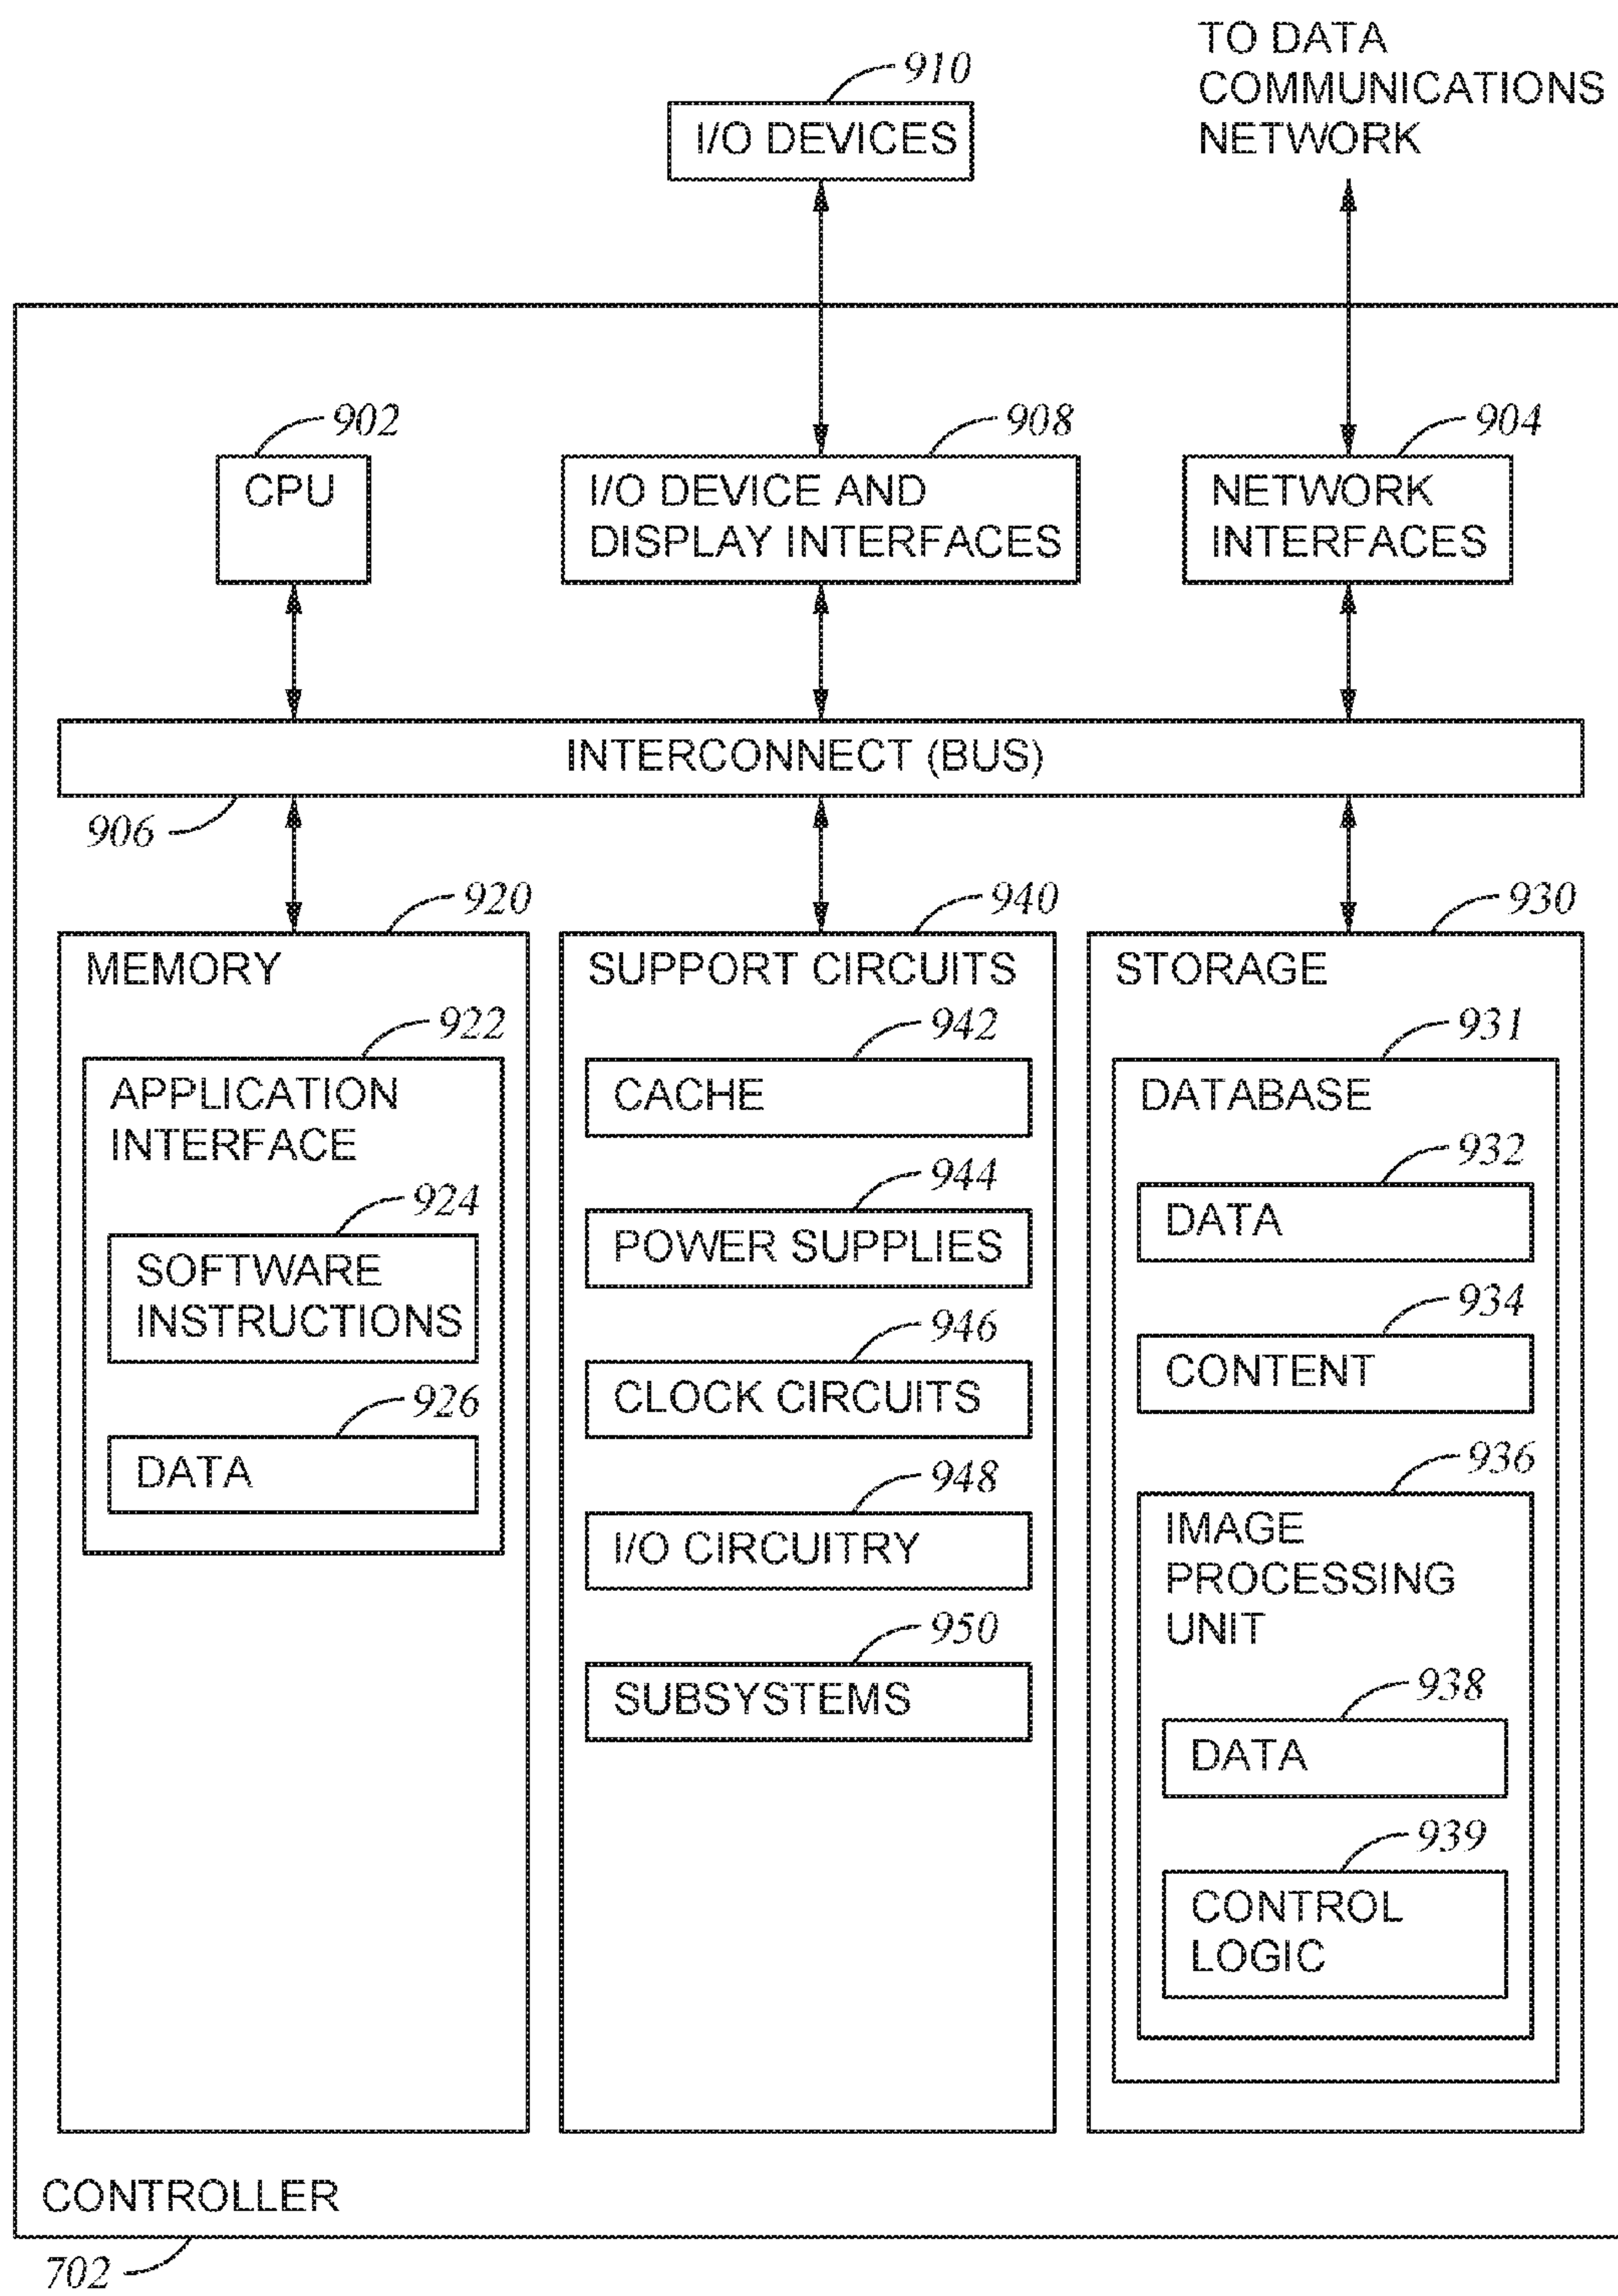 910
I/O DEVICES
TO DATA
COMMUNICATIONS
NETWORK
902
CPU
908
I/O DEVICE AND
DISPLAY INTERFACES
904
NETWORK
INTERFACES
INTERCONNECT (BUS)
906
920
MEMORY
922
APPLICATION
INTERFACE
924
SOFTWARE
INSTRUCTIONS
926
DATA
940
SUPPORT CIRCUITS
942
CACHE
944
POWER SUPPLIES
946
CLOCK CIRCUITS
948
I/O CIRCUITRY
950
SUBSYSTEMS
930
STORAGE
931
DATABASE
932
DATA
934
CONTENT
936
IMAGE
PROCESSING
UNIT
938
DATA
939
CONTROL
LOGIC
CONTROLLER
702